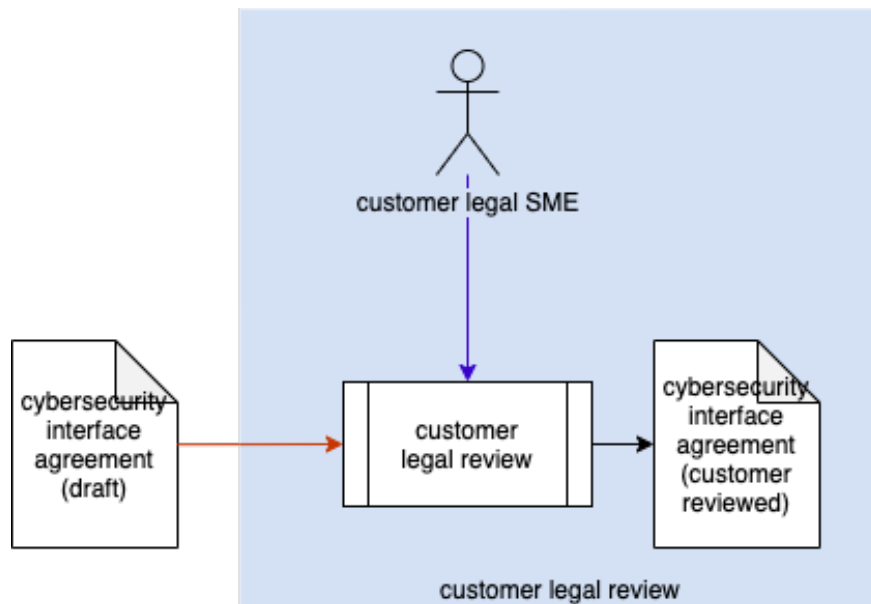 customer legal SME
cybersecurity
interface
agreement
(draft)
customer
legal review
cybersecurity
interface
agreement
(customer
reviewed)
customer legal review